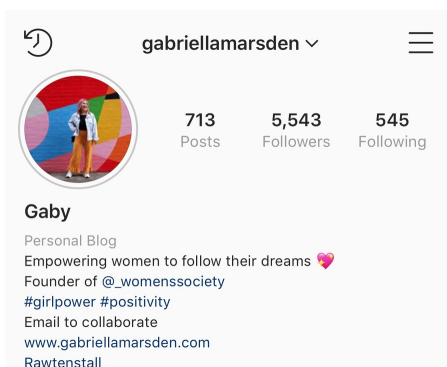 gabriellamarsden
713 5,543 545
Posts Followers Following
Gaby
Personal Blog
Empowering women to follow their dreams 💖
Founder of @_womenssociety
#girlpower #positivity
Email to collaborate
www.gabriellamarsden.com
Rawtenstall